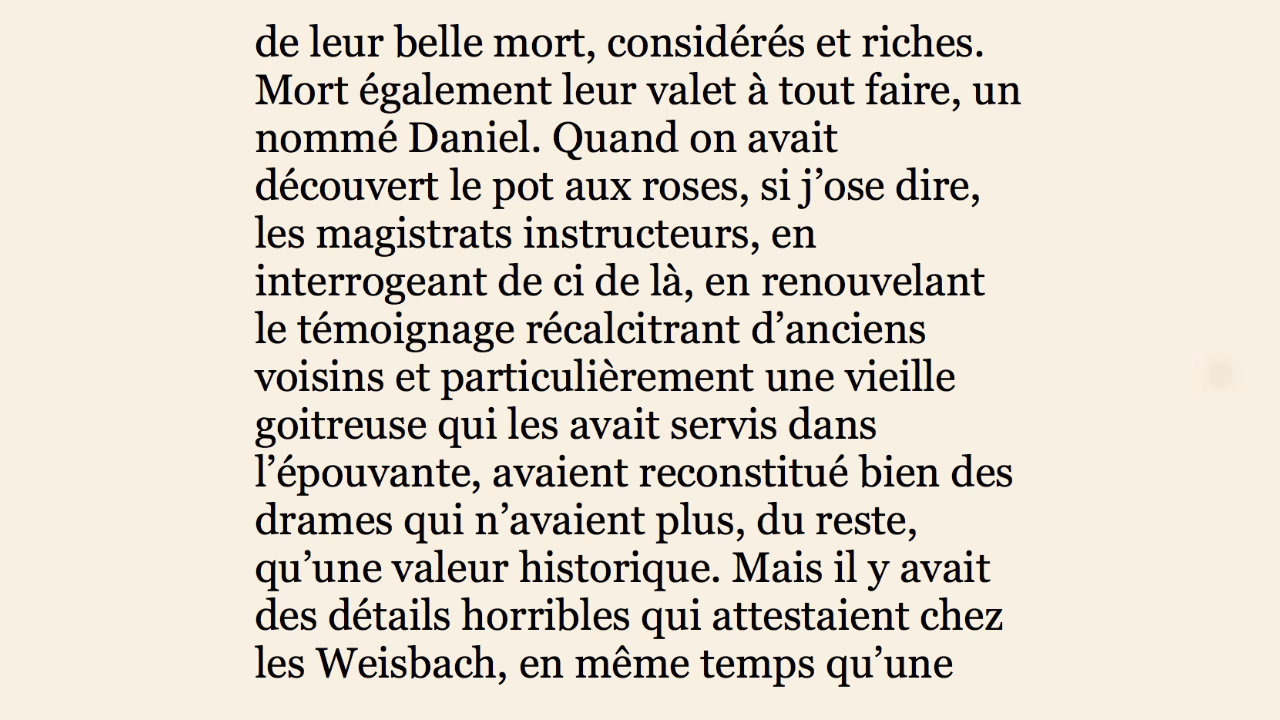 de leur belle mort, considérés et riches.
Mort également leur valet à tout faire, un
nommé Daniel. Quand on avait
découvert le pot aux roses, si j’ose dire,
les magistrats instructeurs, en
interrogeant de ci de là, en renouvelant
le témoignage récalcitrant d’anciens
voisins et particulièrement une vieille
goitreuse qui les avait servis dans
l’épouvante, avaient reconstitué bien des
drames qui n’avaient plus, du reste,
qu’une valeur historique. Mais il y avait
des détails horribles qui attestaient chez
les Weisbach, en même temps qu’une